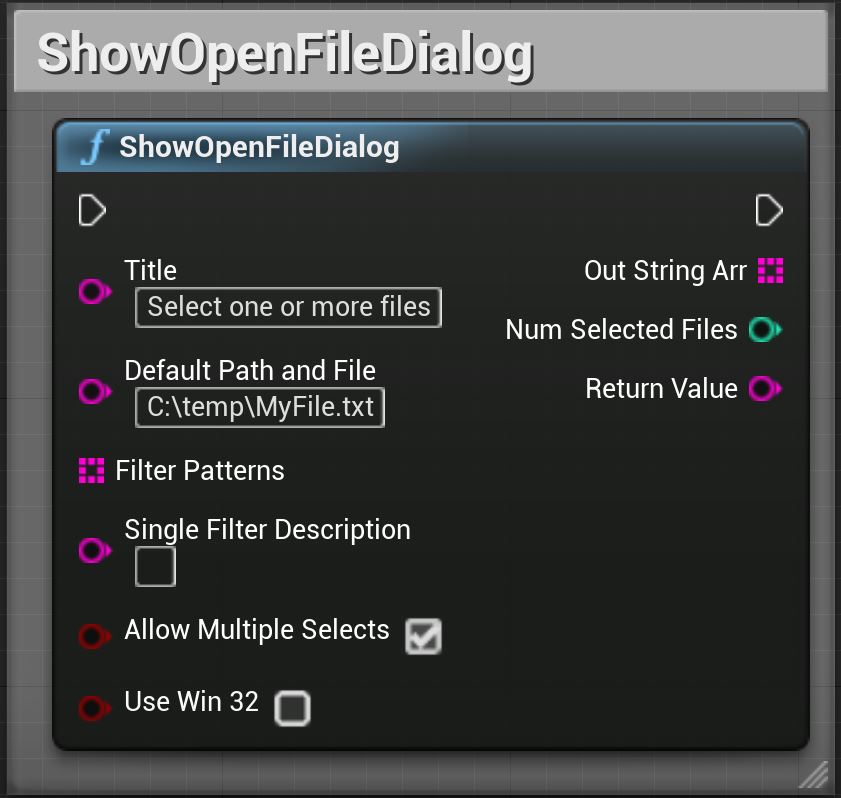 ShowOpenFileDialog
ShowOpenFileDialog
Title
Select one or more files
Default Path and File
C:\temp\MyFile.txt
Filter Patterns
Single Filter Description
Allow Multiple Selects
Use Win 32
Out String Arr
Num Selected Files
Return Value